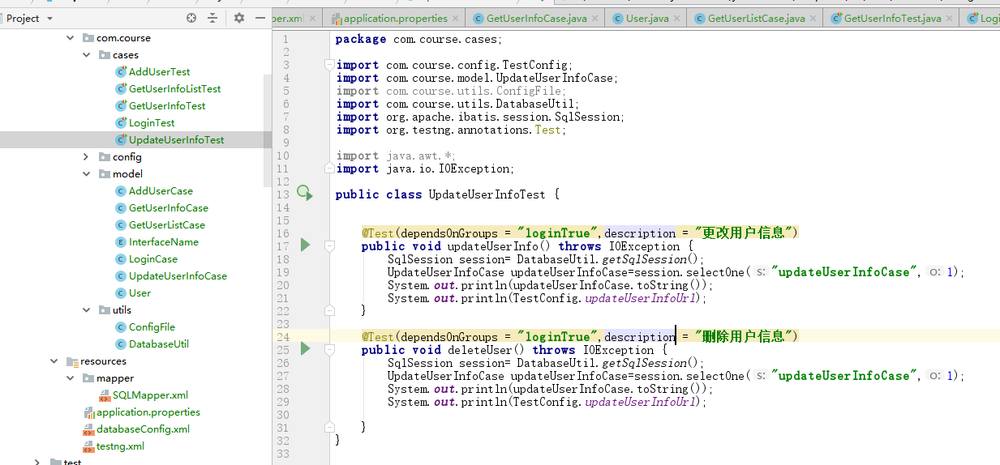 Project
pper.xml
application.properties
GetUserInfoCase.java
User.java
GetUserListCase.java
GetUserInfoTest.java
com.course
cases
AddUserTest
GetUserInfoListTest
GetUserInfoTest
LoginTest
UpdateUserInfoTest
config
model
AddUserCase
GetUserInfoCase
GetUserListCase
InterfaceName
LoginCase
UpdateUserInfoCase
User
utils
ConfigFile
DatabaseUtil
resources
mapper
SQLMapper.xml
application.properties
databaseConfig.xml
testng.xml
test
1 package com.course.cases;
2
3 import com.course.config.TestConfig;
4 import com.course.model.UpdateUserInfoCase;
5 import com.course.utils.ConfigFile;
6 import com.course.utils.DatabaseUtil;
7 import org.apache.ibatis.session.SqlSession;
8 import org.testng.annotations.Test;
9
10 import java.awt.*;
11 import java.io.IOException;
12
13 public class UpdateUserInfoTest {
14
15
16 @Test(dependsOnGroups = "loginTrue",description = "更改用户信息")
17 public void updateUserInfo() throws IOException {
18 SqlSession session= DatabaseUtil.getSqlSession();
19 UpdateUserInfoCase updateUserInfoCase=session.selectOne( s: "updateUserInfoCase", o: 1);
20 System.out.println(updateUserInfoCase.toString());
21 System.out.println(TestConfig.updateUserInfoUrl);
22 }
23
24 @Test(dependsOnGroups = "loginTrue",description = "删除用户信息")
25 public void deleteUser() throws IOException {
26 SqlSession session= DatabaseUtil.getSqlSession();
27 UpdateUserInfoCase updateUserInfoCase=session.selectOne( s: "updateUserInfoCase", o: 1);
28 System.out.println(updateUserInfoCase.toString());
29 System.out.println(TestConfig.updateUserInfoUrl);
30
31 }
32 }
33